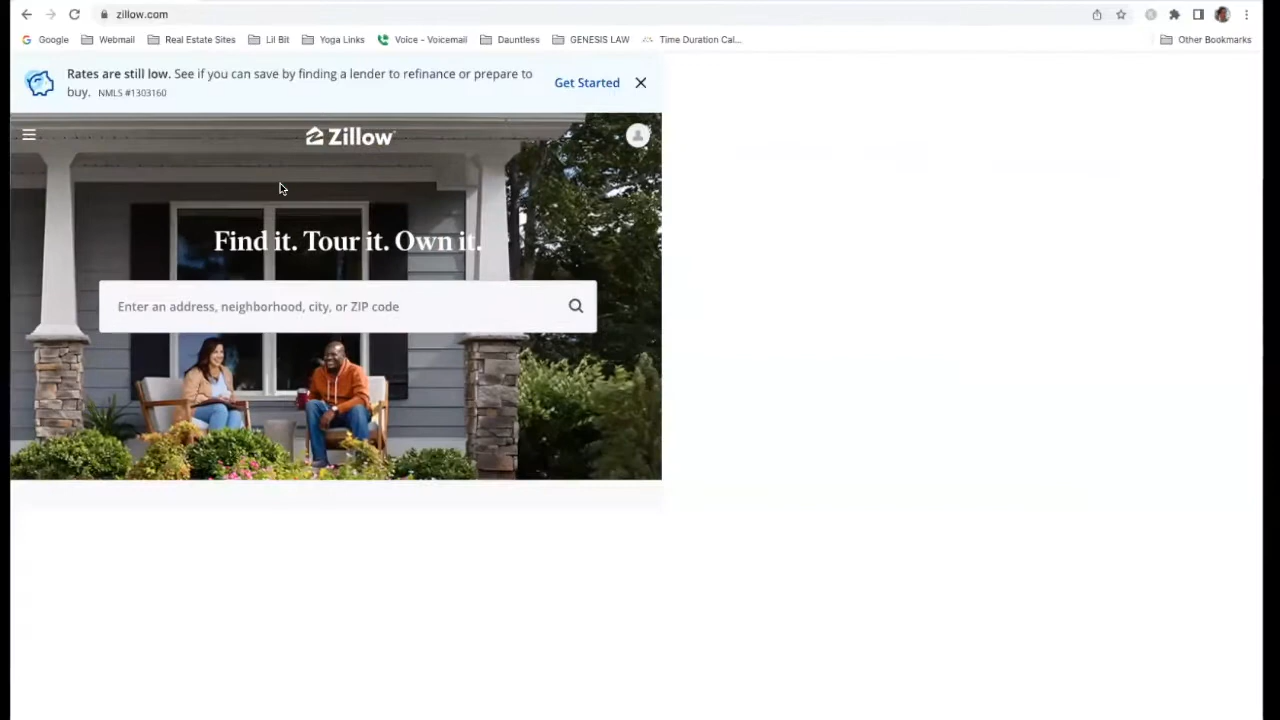 zillow.com
Google Webmail Real Estate Sites Lil Bit Yoga Links Voice - Voicemail Dauntless GENESIS LAW Time Duration Cal... Other Bookmarks
Rates are still low. See if you can save by finding a lender to refinance or prepare to
buy. NMLS #1303160
Get Started
Zillow
Find it. Tour it. Own it.
Enter an address, neighborhood, city, or ZIP code